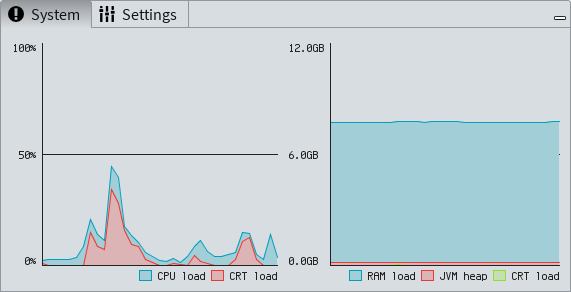 System Settings
100% 12.0GB
50% 6.0GB
0% 0.0GB
CPU load CRT load RAM load JVM heap CRT load